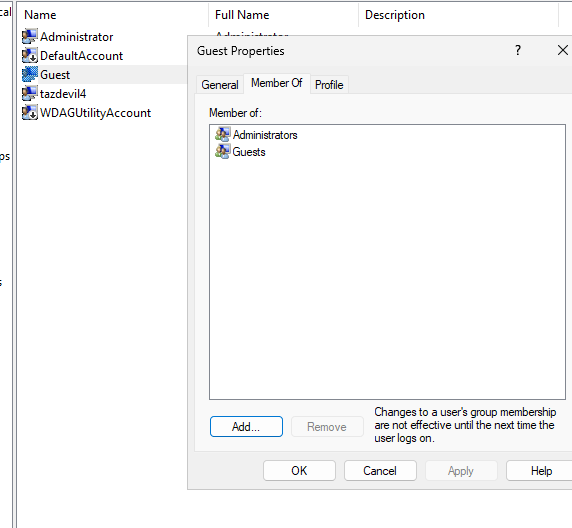 cal
Name Full Name Description
Administrator
DefaultAccount
Guest
tazdevil4
WDAGUtilityAccount
ps
s
Guest Properties ?
General Member Of Profile
Member of:
Administrators
Guests
Add... Remove
Changes to a user's group membership
are not effective until the next time the
user logs on.
OK Cancel Apply Help